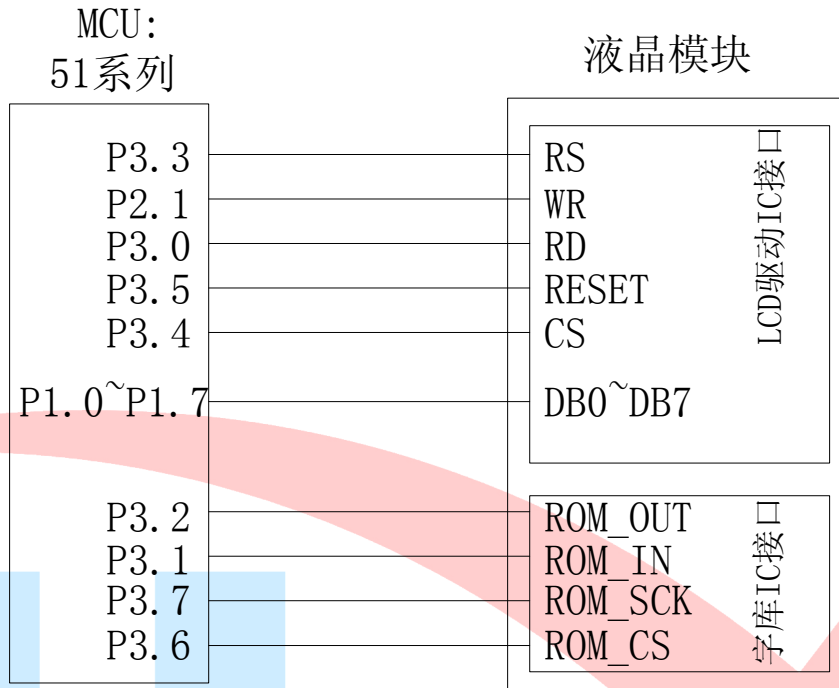 MCU:
51系列
液晶模块
P3.3
RS
P2.1
WR
P3.0
RD
P3.5
RESET
P3.4
CS
P1.0~P1.7
DB0~DB7
LCD驱动IC接口
P3.2
ROM_OUT
P3.1
ROM_IN
P3.7
ROM_SCK
P3.6
ROM_CS
字库IC接口